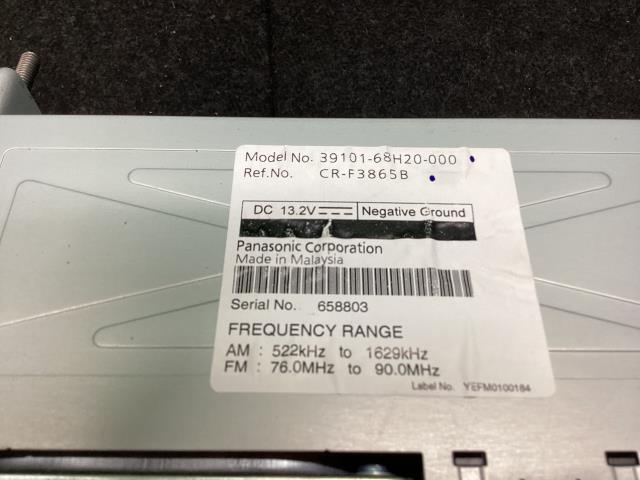 Model No. 39101-68H20-000
Ref.No. CR-F3865B
DC 13.2V Negative Ground
Panasonic Corporation
Made in Malaysia
Serial No. 658803
FREQUENCY RANGE
AM : 522kHz to 1629kHz
FM : 76.0MHz to 90.0MHz
Label No. YEFM0100184